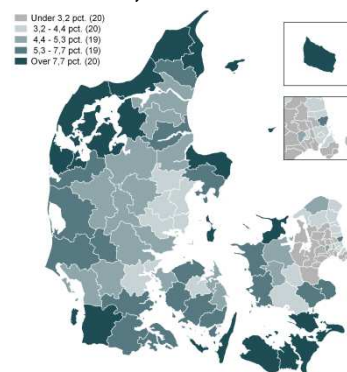 Under 3,2 pct. (20)
3,2 - 4,4 pct. (20)
4,4 - 5,3 pct. (19)
5,3 - 7,7 pct. (19)
Over 7,7 pct. (20)